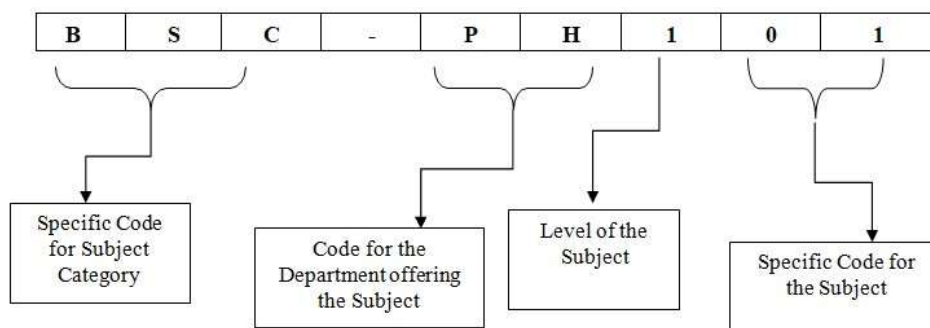 B S C - P H 1 0 1
Specific Code
for Subject
Category
Code for the
Department offering
the Subject
Level of the
Subject
Specific Code for
the Subject